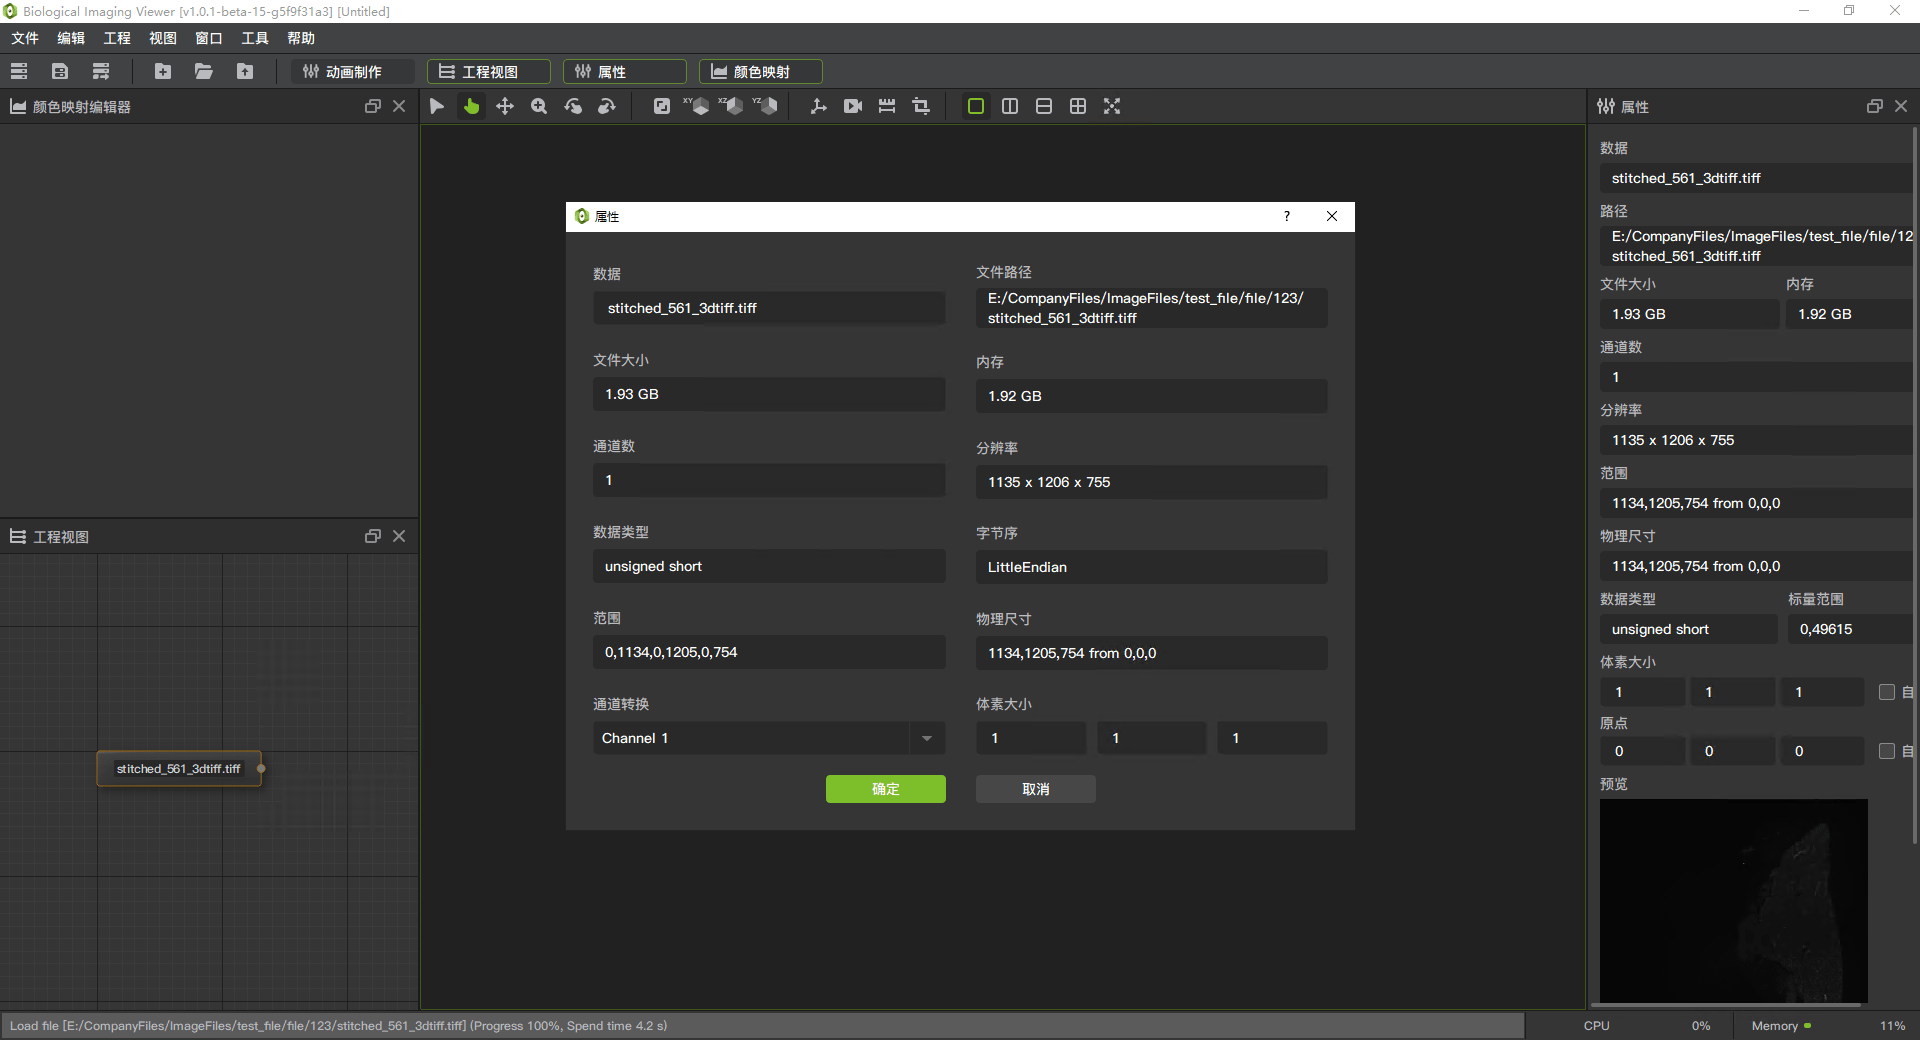 Biological Imaging Viewer [v1.0.1-beta-15-g5f9f31a3] [Untitled]
文件 编辑 工程 视图 窗口 工具 帮助
动画制作 工程视图 属性 颜色映射
颜色映射编辑器
XY XZ YZ
工程视图
stitched_561_3dtiff.tiff
属性 ?
数据
stitched_561_3dtiff.tiff
文件路径
E:/CompanyFiles/ImageFiles/test_file/file/123/
stitched_561_3dtiff.tiff
文件大小
1.93 GB
内存
1.92 GB
通道数
1
分辨率
1135 x 1206 x 755
数据类型
unsigned short
字节序
LittleEndian
范围
0,1134,0,1205,0,754
物理尺寸
1134,1205,754 from 0,0,0
通道转换
Channel 1
体素大小
1 1 1
确定 取消
属性
数据
stitched_561_3dtiff.tiff
路径
E:/CompanyFiles/ImageFiles/test_file/file/12
stitched_561_3dtiff.tiff
文件大小 内存
1.93 GB 1.92 GB
通道数
1
分辨率
1135 x 1206 x 755
范围
1134,1205,754 from 0,0,0
物理尺寸
1134,1205,754 from 0,0,0
数据类型 标量范围
unsigned short 0,49615
体素大小
1 1 1 自
原点
0 0 0 自
预览
Load file [E:/CompanyFiles/ImageFiles/test_file/file/123/stitched_561_3dtiff.tiff] (Progress 100%, Spend time 4.2 s)
CPU 0% Memory 11%